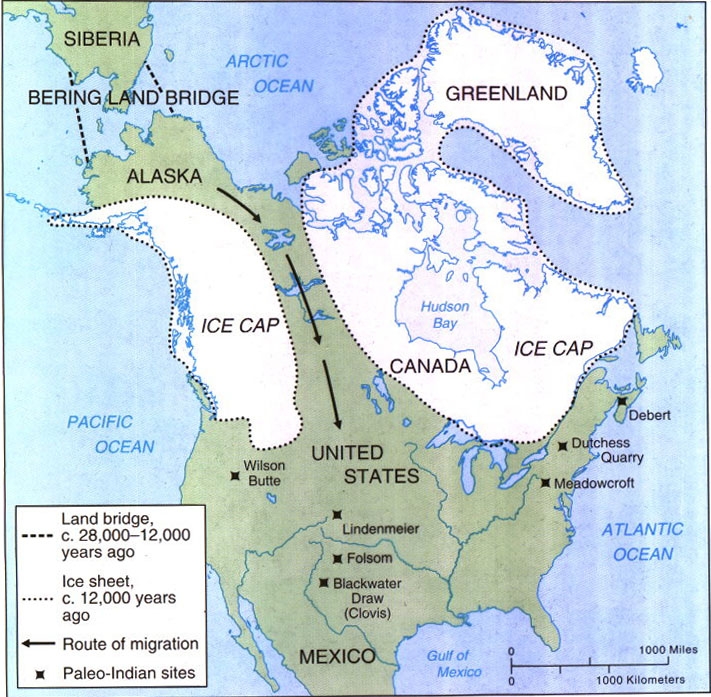 SIBERIA
ARCTIC
OCEAN
GREENLAND
BERING LAND BRIDGE
ALASKA
Hudson
Bay
ICE CAP
ICE CAP
CANADA
PACIFIC
OCEAN
Debert
Dutchess
Quarry
UNITED
STATES
Wilson
Butte
Meadowcroft
Lindenmeier
ATLANTIC
OCEAN
Folsom
Blackwater
Draw
(Clovis)
MEXICO
Gulf of
Mexico
Land bridge,
c. 28,000–12,000
years ago
Ice sheet,
c. 12,000 years
ago
Route of migration
Paleo-Indian sites
0 1000 Miles
0 1000 Kilometers